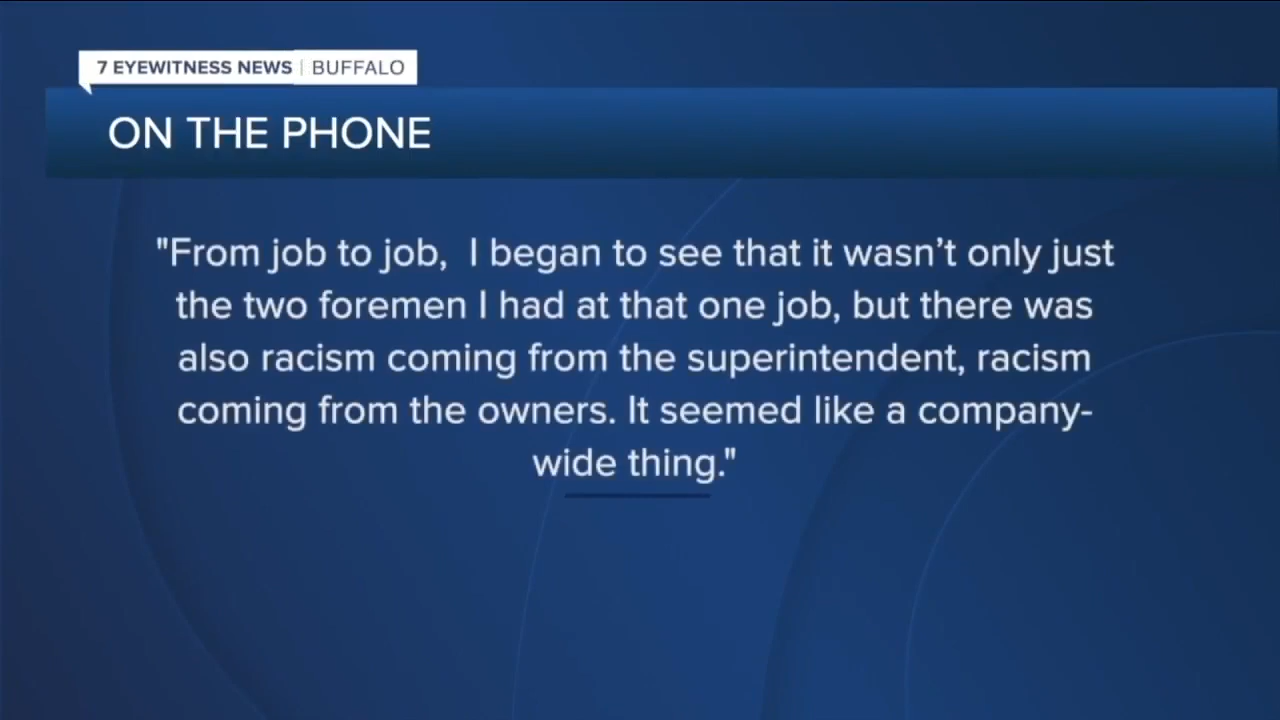 7 EYEWITNESS NEWS | BUFFALO
ON THE PHONE
"From job to job,  I began to see that it wasn’t only just
the two foremen I had at that one job, but there was
also racism coming from the superintendent, racism
coming from the owners. It seemed like a company-
wide thing."